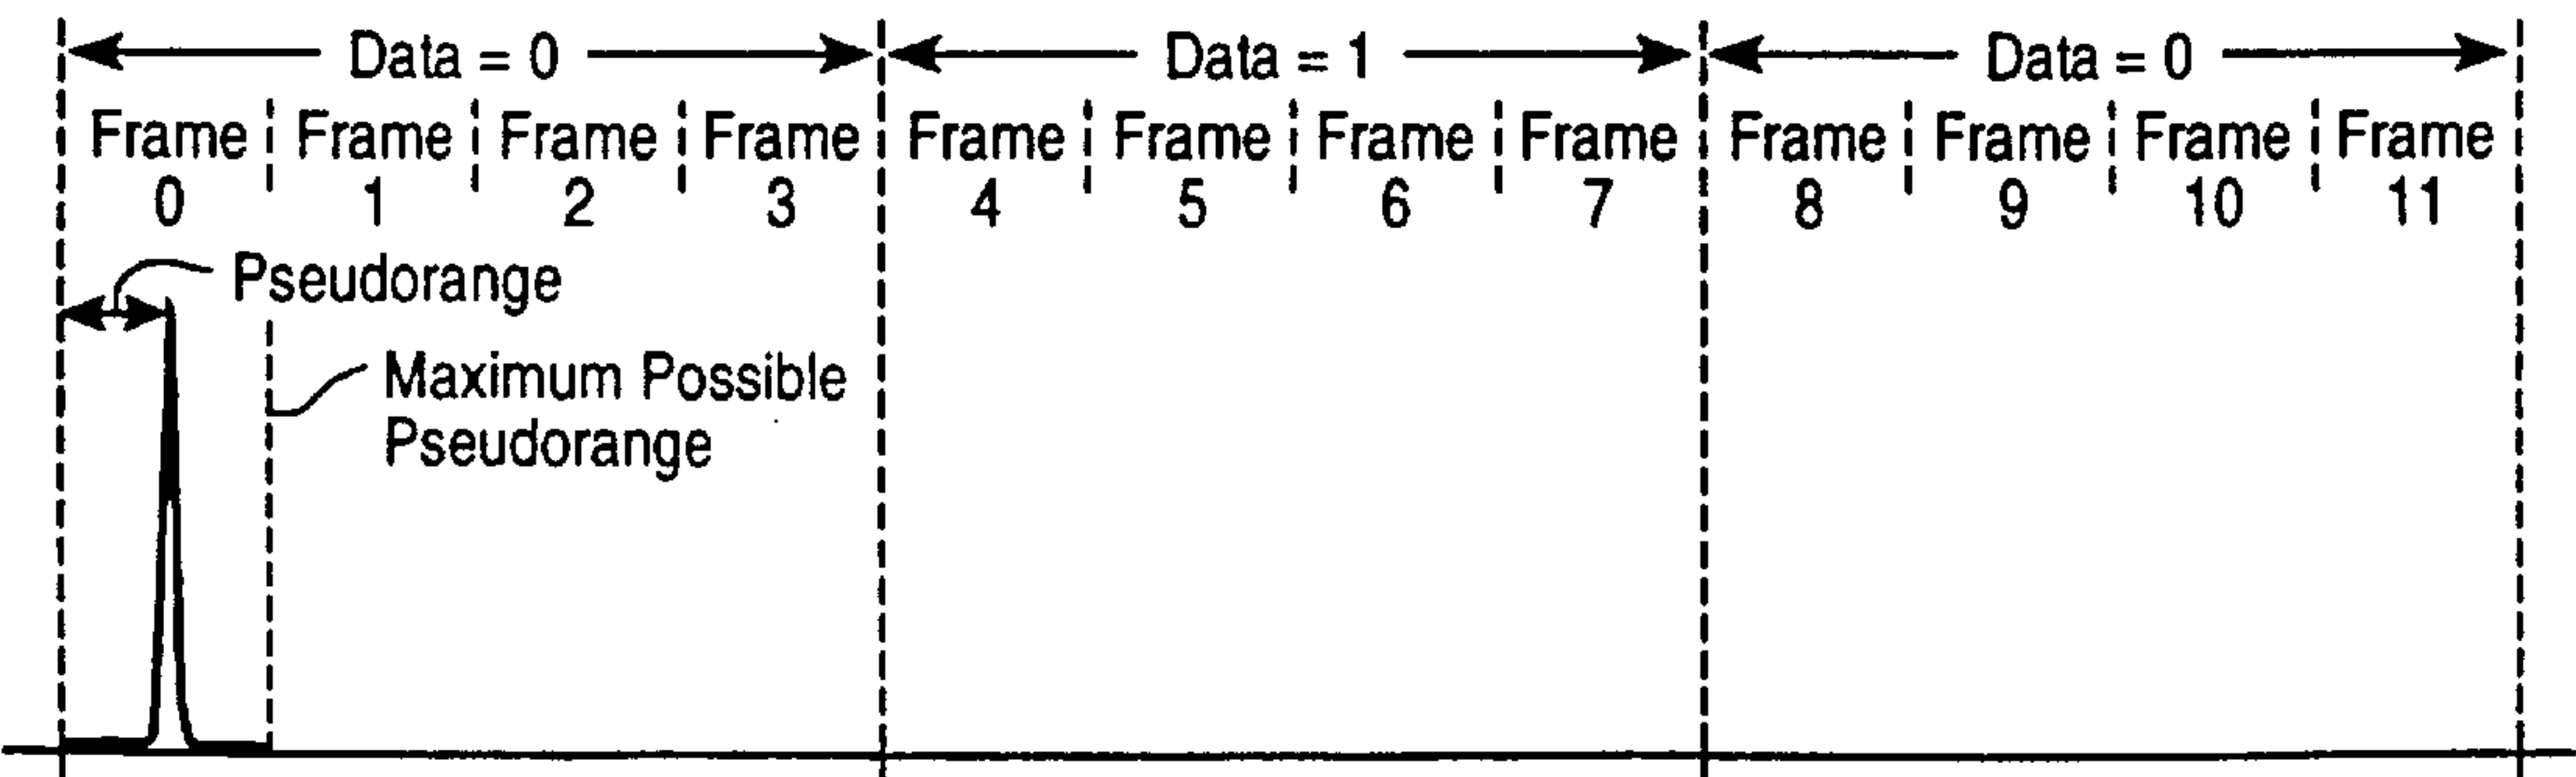 Data = 0 Data = 1 Data = 0
Frame Frame Frame Frame Frame Frame Frame Frame Frame Frame Frame Frame
0 1 2 3 4 5 6 7 8 9 10 11
Pseudorange
Maximum Possible
Pseudorange